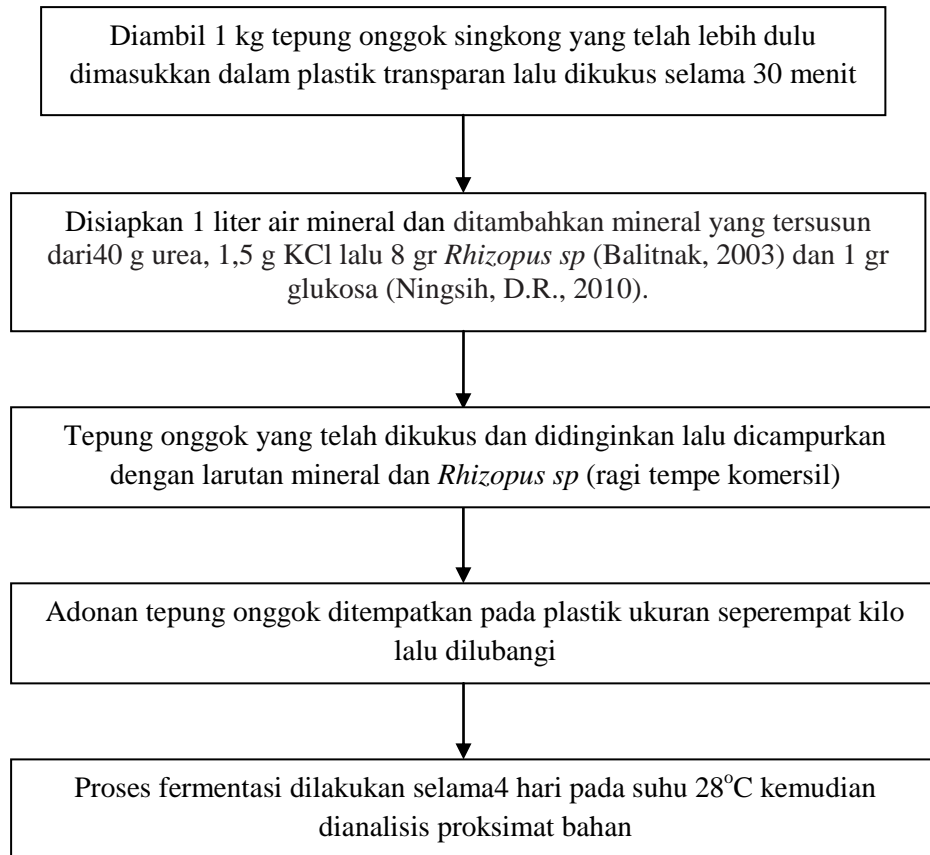 Diambil 1 kg tepung onggok singkong yang telah lebih dulu
dimasukkan dalam plastik transparan lalu dikukus selama 30 menit
Disiapkan 1 liter air mineral dan ditambahkan mineral yang tersusun
dari40 g urea, 1,5 g KCl lalu 8 gr Rhizopus sp (Balitnak, 2003) dan 1 gr
glukosa (Ningsih, D.R., 2010).
Tepung onggok yang telah dikukus dan didinginkan lalu dicampurkan
dengan larutan mineral dan Rhizopus sp (ragi tempe komersil)
Adonan tepung onggok ditempatkan pada plastik ukuran seperempat kilo
lalu dilubangi
Proses fermentasi dilakukan selama4 hari pada suhu 28°C kemudian
dianalisis proksimat bahan